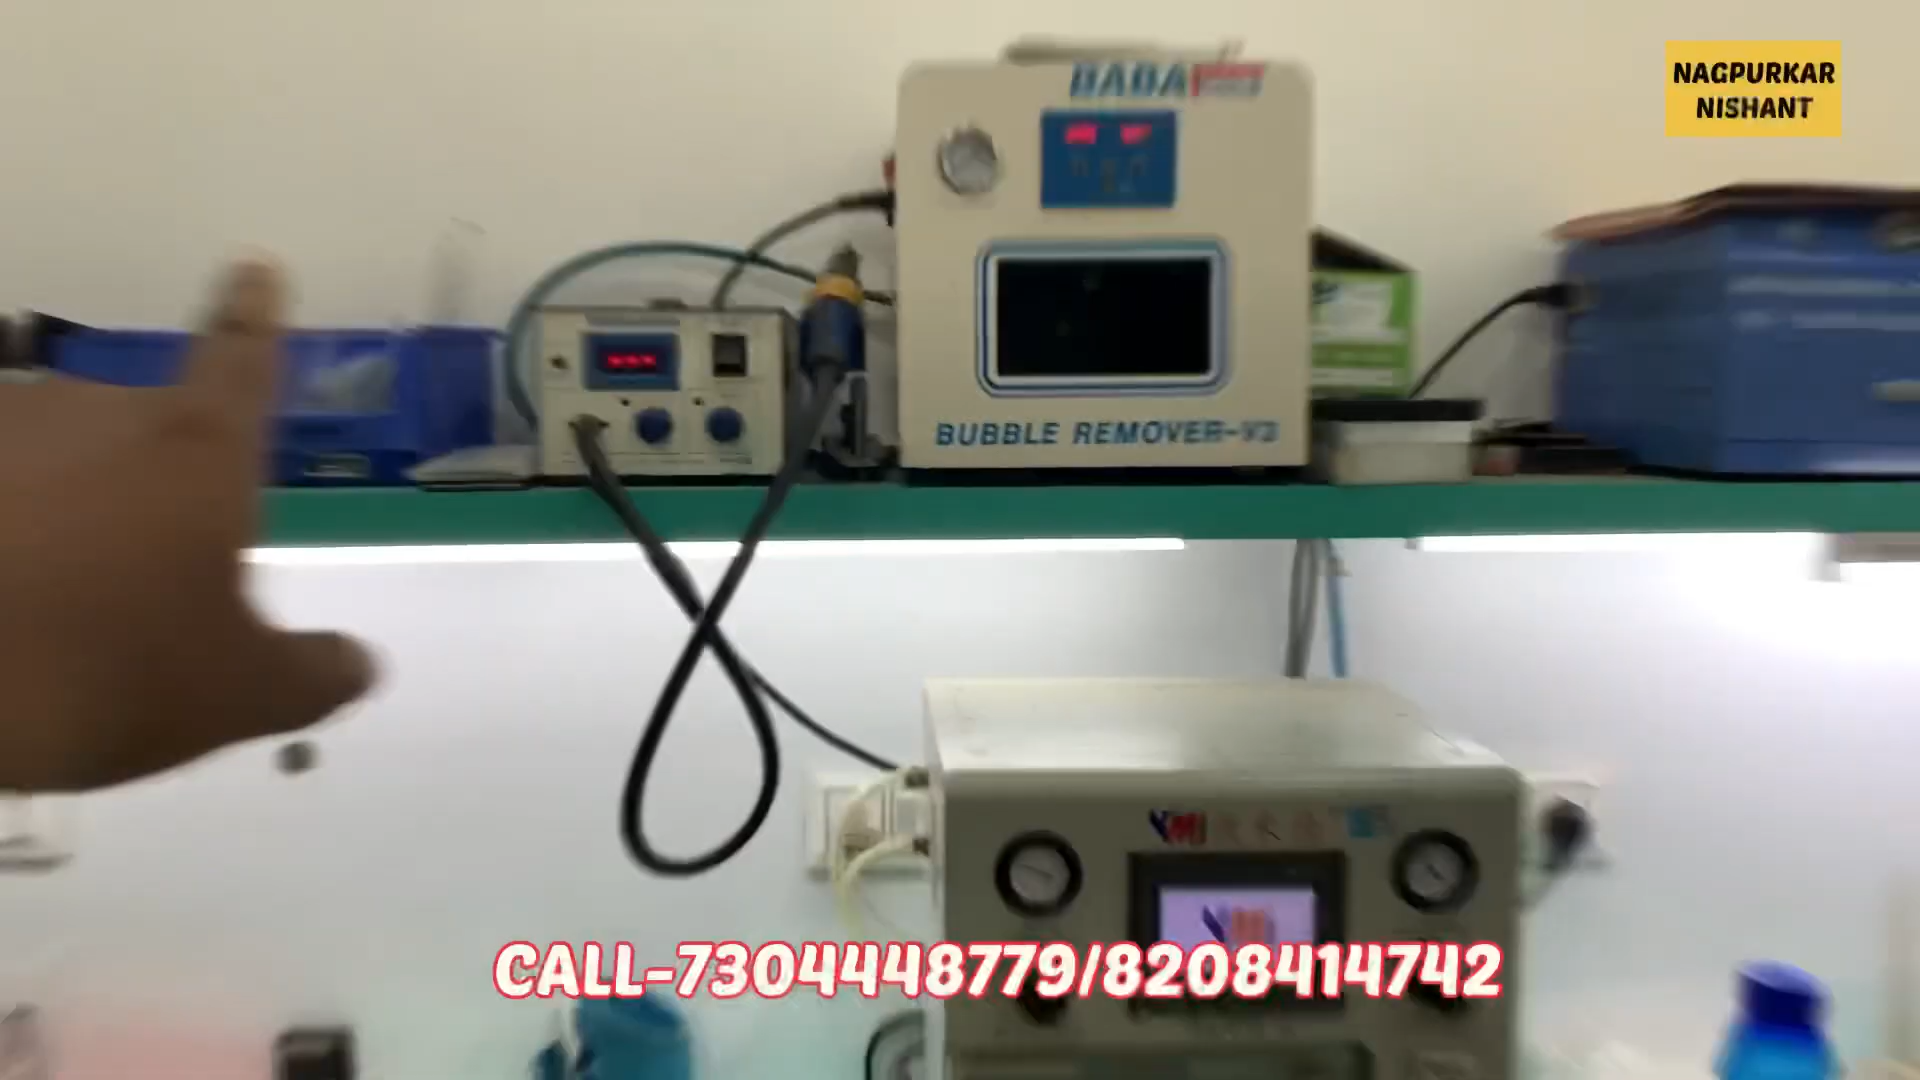 NAGPURKAR
NISHANT
BABA
BUBBLE REMOVER-V3
CALL-7304448779/8208414742